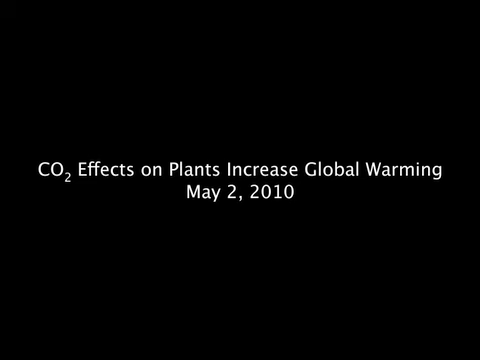 CO₂ Effects on Plants Increase Global Warming
May 2, 2010